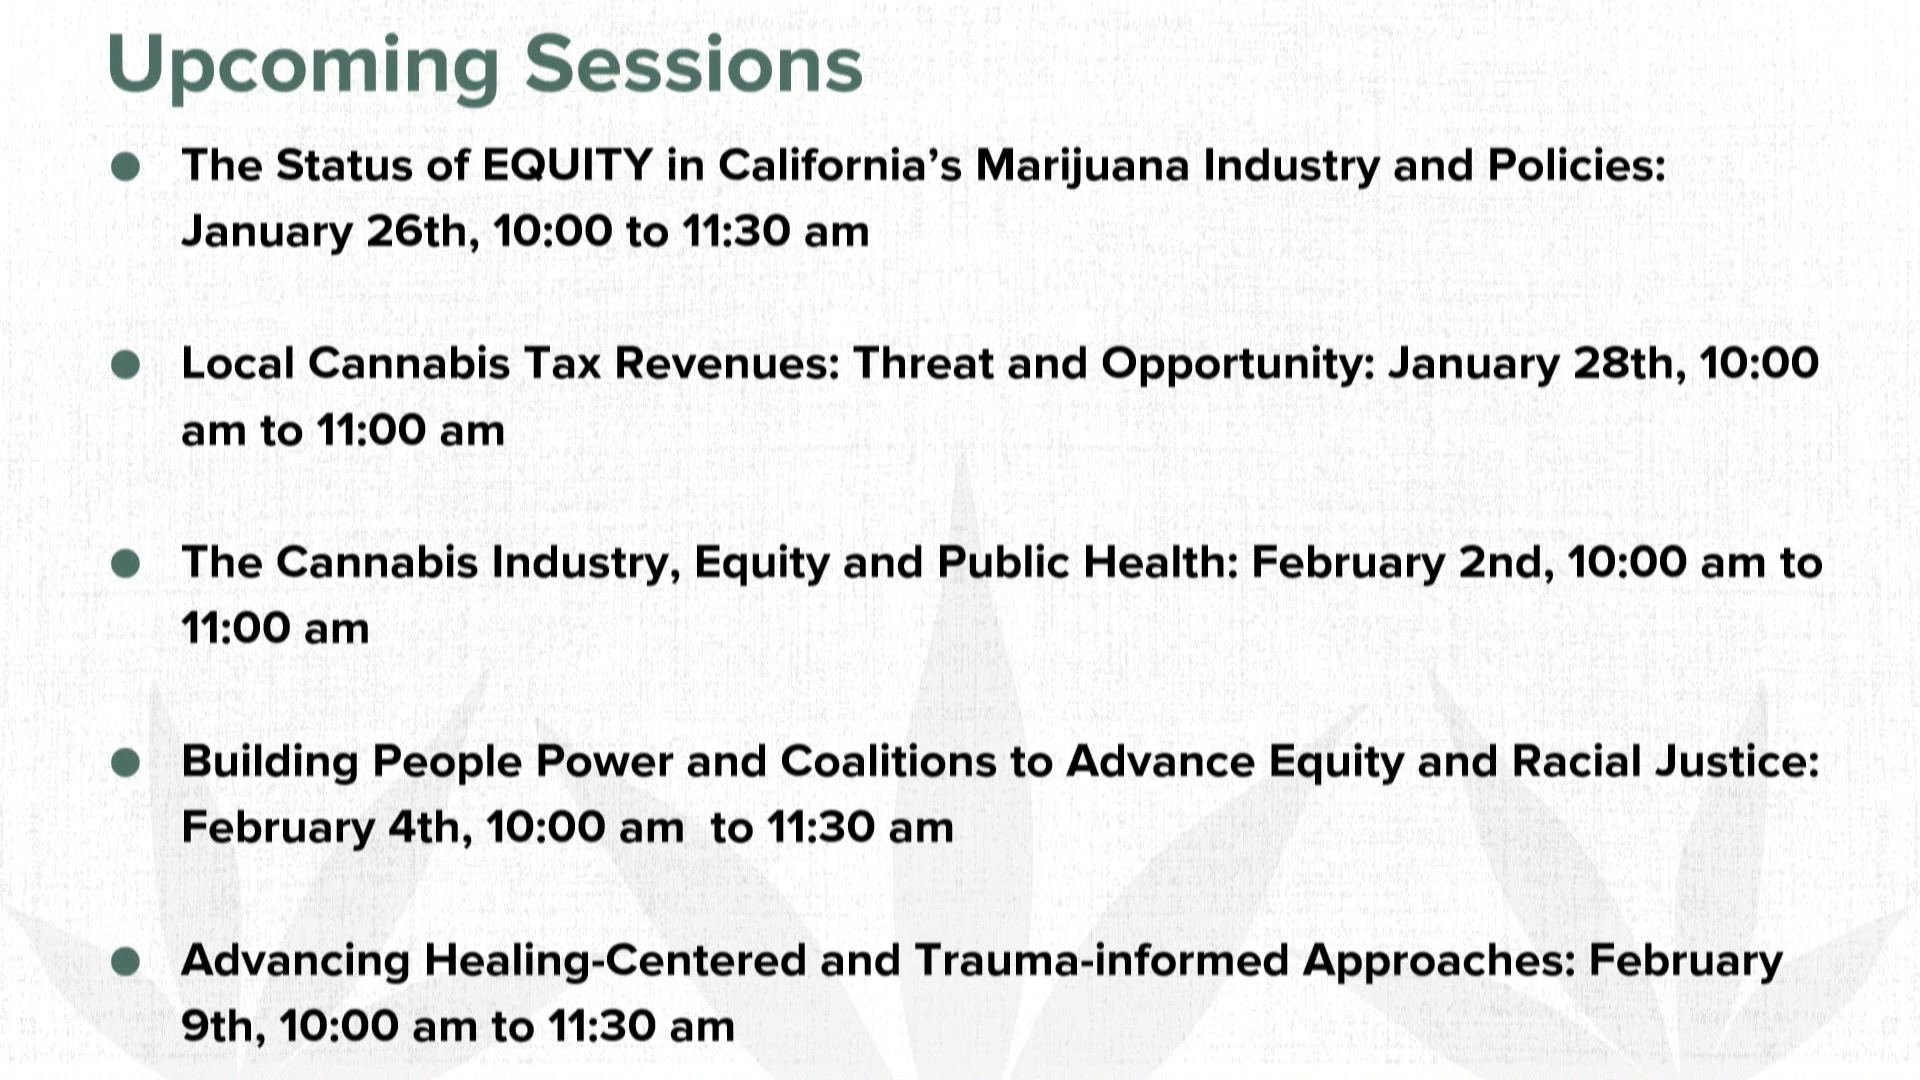 Upcoming Sessions
The Status of EQUITY in California’s Marijuana Industry and Policies:
January 26th, 10:00 to 11:30 am
Local Cannabis Tax Revenues: Threat and Opportunity: January 28th, 10:00
am to 11:00 am
The Cannabis Industry, Equity and Public Health: February 2nd, 10:00 am to
11:00 am
Building People Power and Coalitions to Advance Equity and Racial Justice:
February 4th, 10:00 am  to 11:30 am
Advancing Healing-Centered and Trauma-informed Approaches: February
9th, 10:00 am to 11:30 am